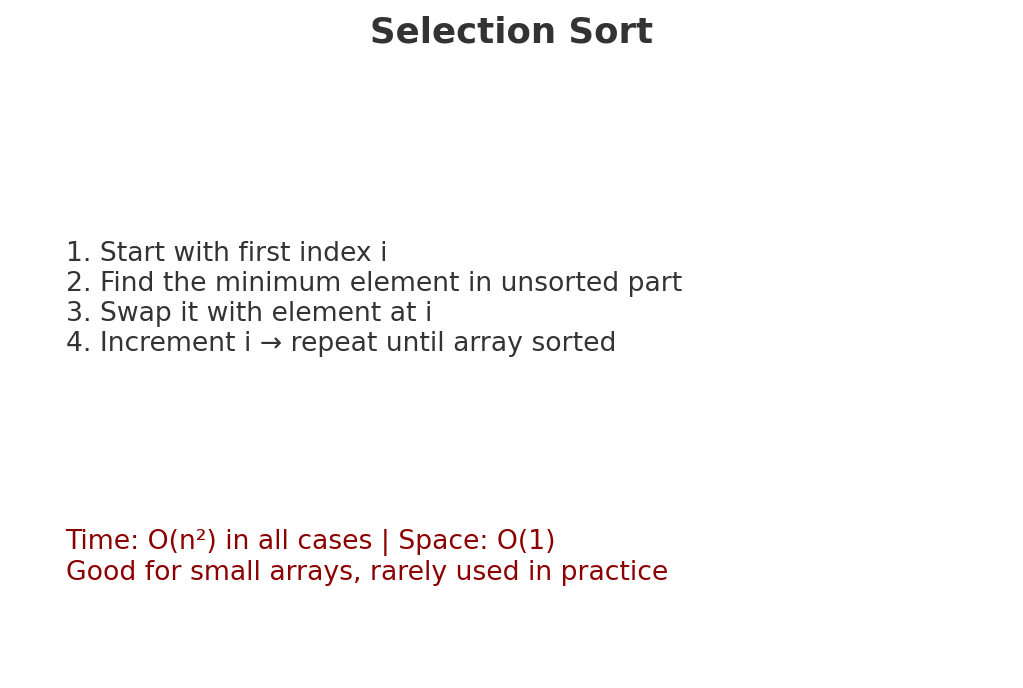 Selection Sort
1. Start with first index i
2. Find the minimum element in unsorted part
3. Swap it with element at i
4. Increment i → repeat until array sorted
Time: O(n²) in all cases | Space: O(1)
Good for small arrays, rarely used in practice